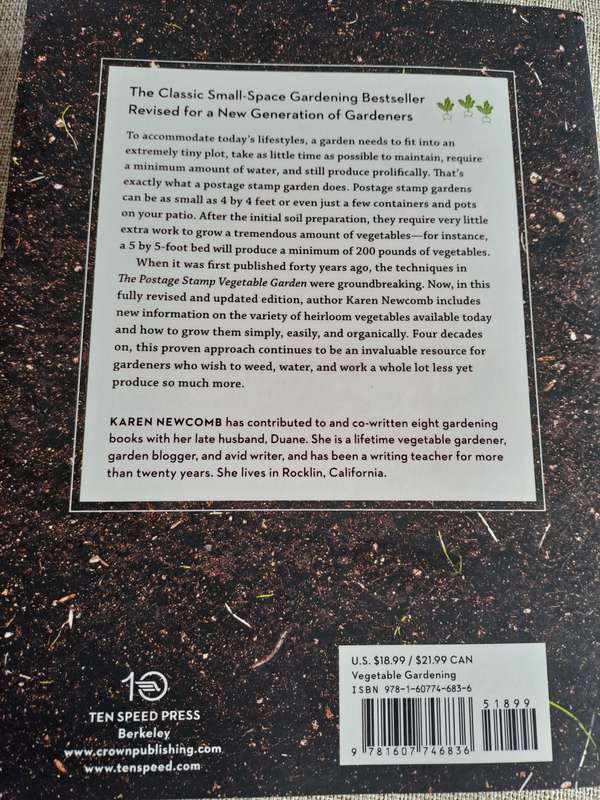 The Classic Small-Space Gardening Bestseller
Revised for a New Generation of Gardeners
To accommodate today's lifestyles, a garden needs to fit into an
extremely tiny plot, take as little time as possible to maintain, require
a minimum amount of water, and still produce prolifically. That's
exactly what a postage stamp garden does. Postage stamp gardens
can be as small as 4 by 4 feet or even just a few containers and pots
on your patio. After the initial soil preparation, they require very little
extra work to grow a tremendous amount of vegetables—for instance,
a 5 by 5-foot bed will produce a minimum of 200 pounds of vegetables.
When it was first published forty years ago, the techniques in
The Postage Stamp Vegetable Garden were groundbreaking. Now, in this
fully revised and updated edition, author Karen Newcomb includes
new information on the variety of heirloom vegetables available today
and how to grow them simply, easily, and organically. Four decades
on, this proven approach continues to be an invaluable resource for
gardeners who wish to weed, water, and work a whole lot less yet
produce so much more.
KAREN NEWCOMB has contributed to and co-written eight gardening
books with her late husband, Duane. She is a lifetime vegetable gardener,
garden blogger, and avid writer, and has been a writing teacher for more
than twenty years. She lives in Rocklin, California.
10
TEN SPEED PRESS
Berkeley
www.crownpublishing.com
www.tenspeed.com
U.S. $18.99 / $21.99 CAN
Vegetable Gardening
ISBN 978-1-60774-683-6
51899
9 781607 746836